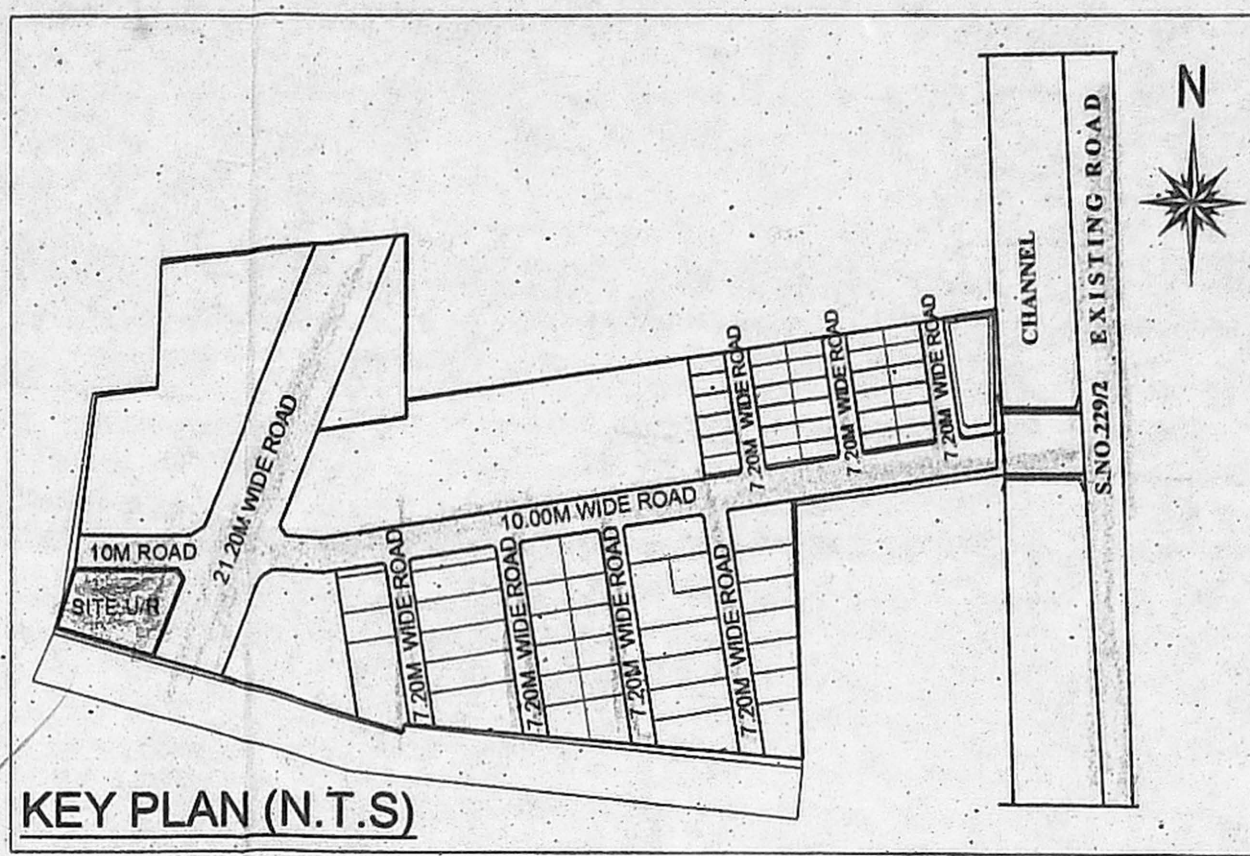 N
CHANNEL
S.NO.229/2 EXISTING ROAD
7.20M WIDE ROAD
7.20M WIDE ROAD
7.20M WIDE ROAD
21.20M WIDE ROAD
10.00M WIDE ROAD
10M ROAD
SITE U/R
7.20M WIDE ROAD
7.20M WIDE ROAD
7.20M WIDE ROAD
7.20M WIDE ROAD
KEY PLAN (N.T.S)